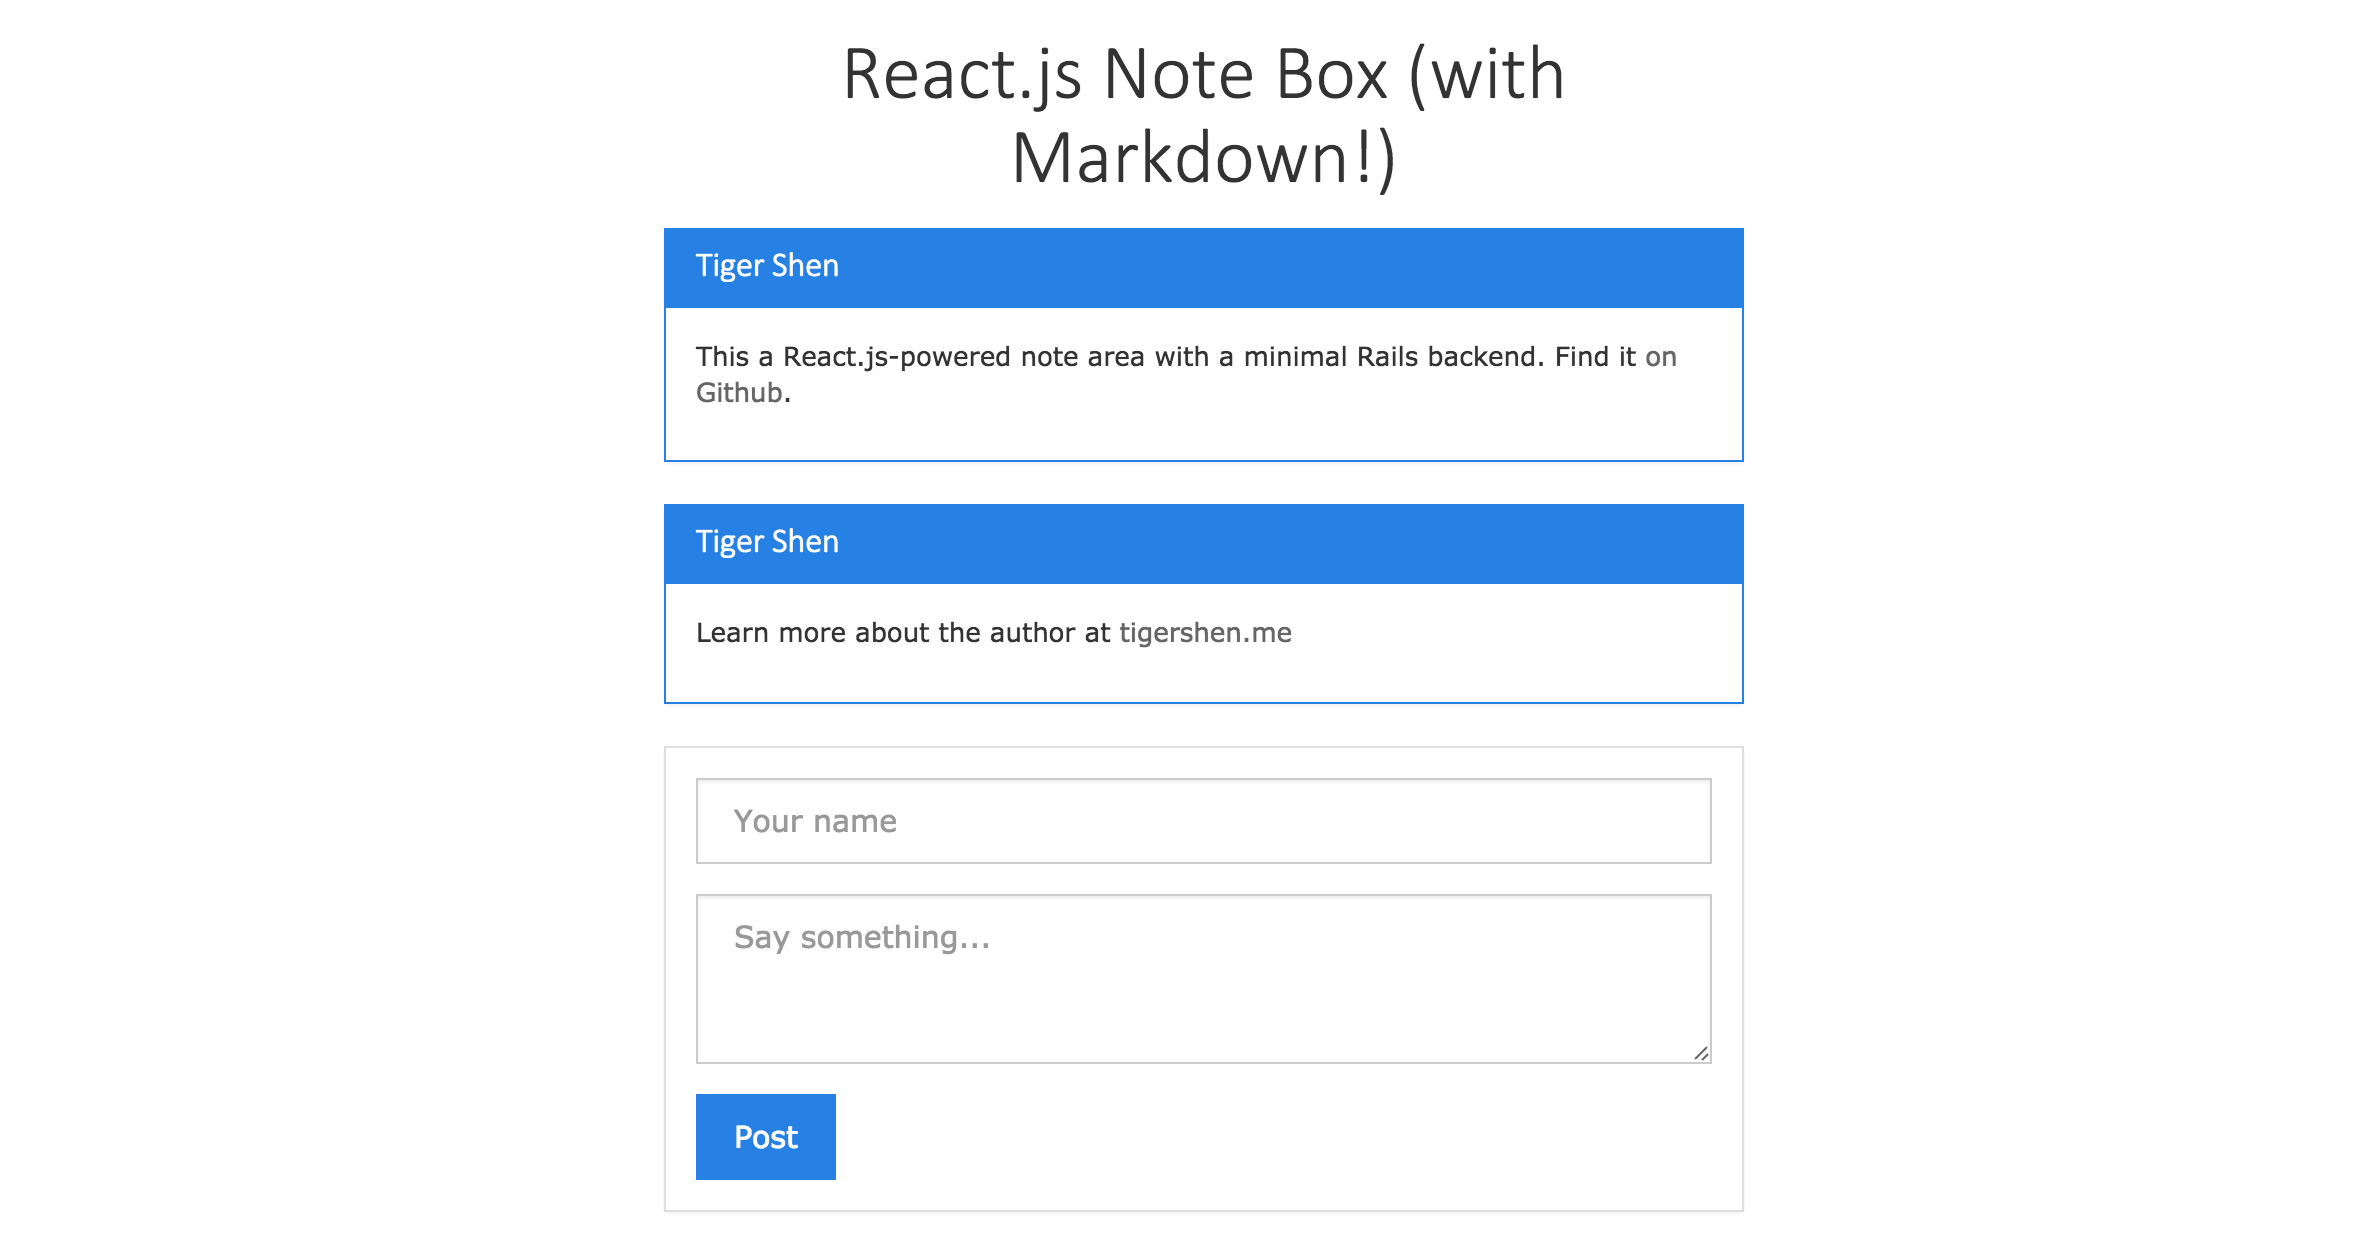 React.js Note Box (with
Markdown!)
Tiger Shen
This a React.js-powered note area with a minimal Rails backend. Find it on
Github.
Tiger Shen
Learn more about the author at tigershen.me
Your name
Say something...
Post